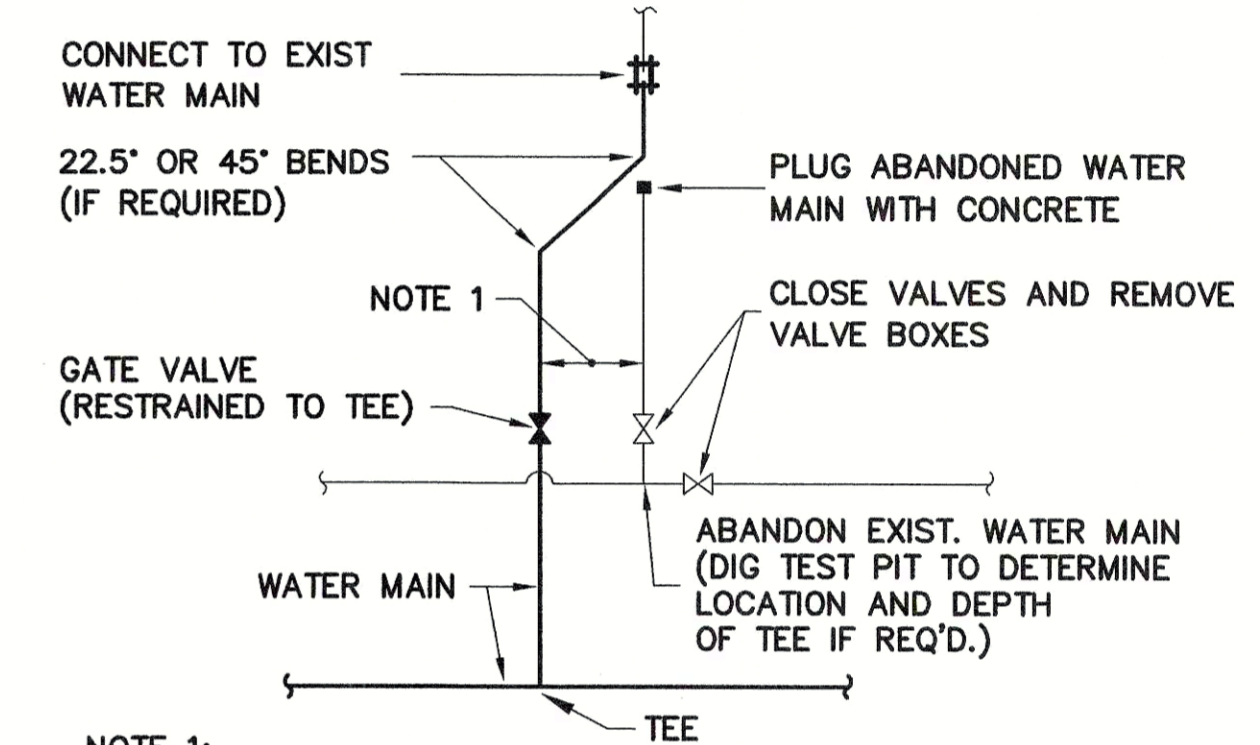 CONNECT TO EXIST
WATER MAIN
22.5° OR 45° BENDS
(IF REQUIRED)
PLUG ABANDONED WATER
MAIN WITH CONCRETE
NOTE 1
CLOSE VALVES AND REMOVE
VALVE BOXES
GATE VALVE
(RESTRAINED TO TEE)
ABANDON EXIST. WATER MAIN
(DIG TEST PIT TO DETERMINE
LOCATION AND DEPTH
OF TEE IF REQ'D.)
WATER MAIN
TEE
NOTE 1: